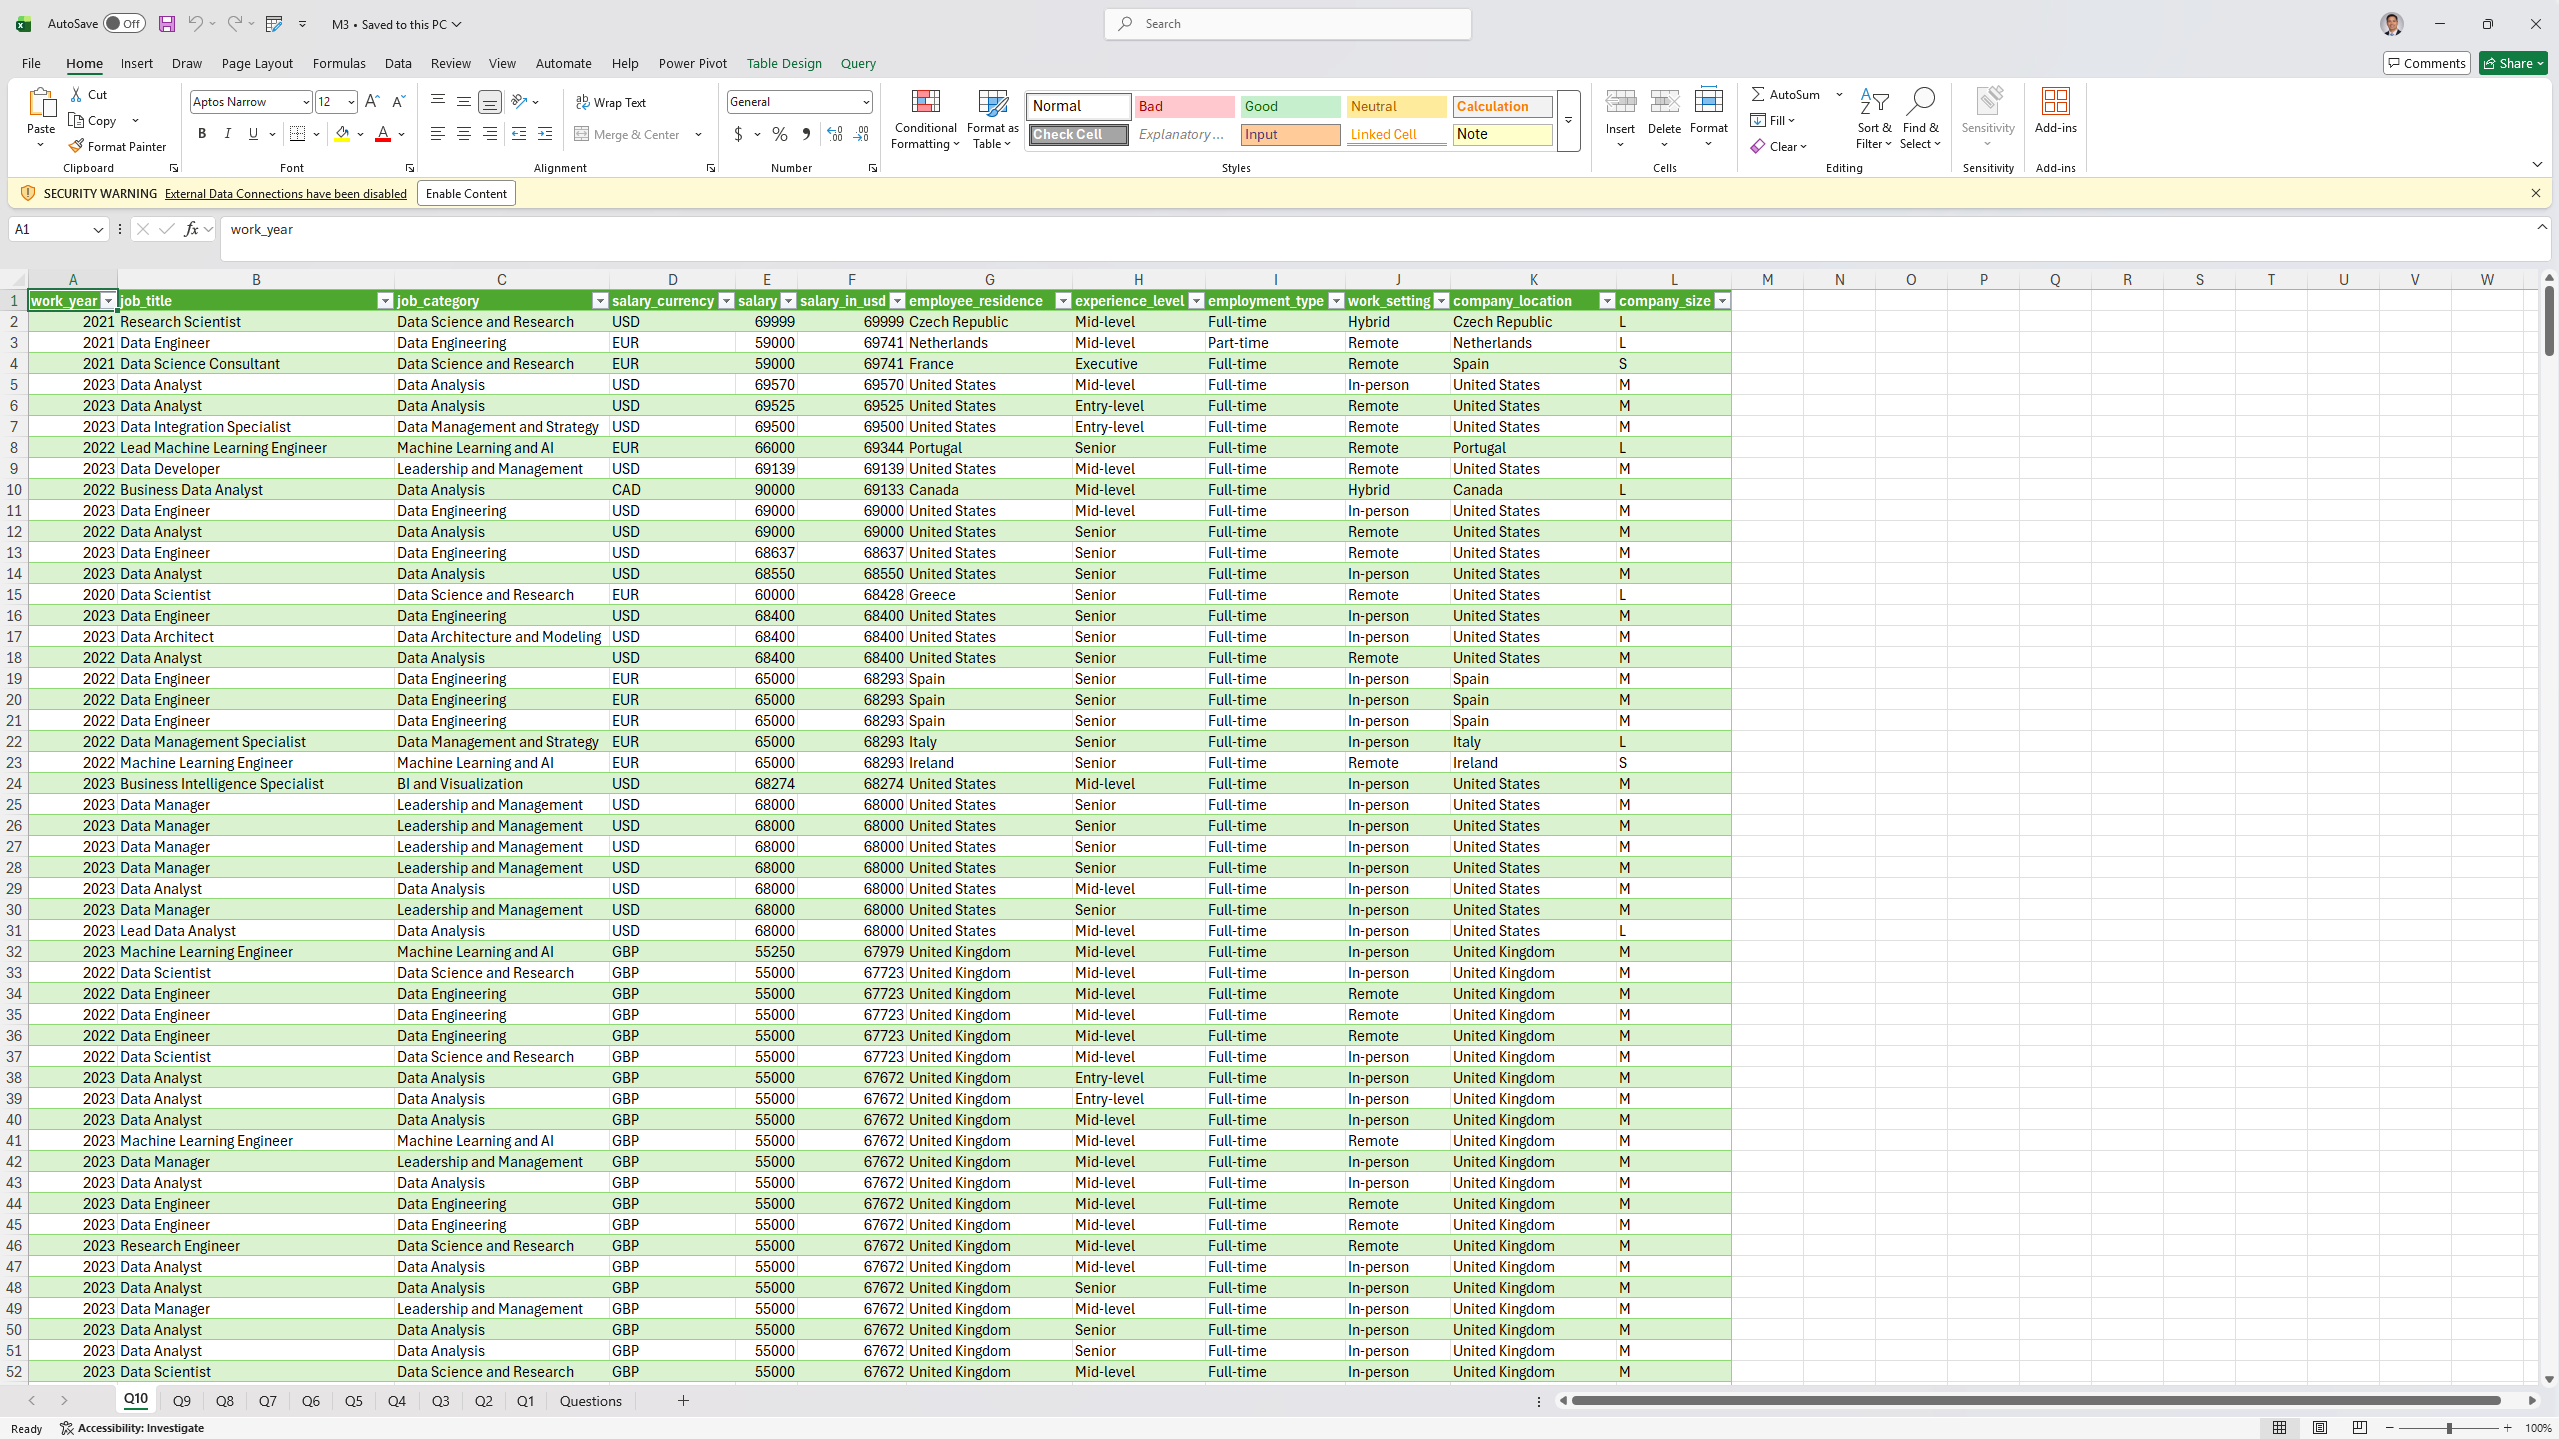 AutoSave Off M3 • Saved to this PC Search
File Home Insert Draw Page Layout Formulas Data Review View Automate Help Power Pivot Table Design Query Comments Share
Paste Cut Copy Format Painter Clipboard
Aptos Narrow 12 B I U A Font
ab Wrap Text Merge & Center Alignment
General $ % Number
Conditional Formatting Format as Table
Normal Bad Good Neutral Calculation
Check Cell Explanatory ... Input Linked Cell Note
Styles
Insert Delete Format Cells
AutoSum Fill Clear Sort & Filter Find & Select Editing
Sensitivity Sensitivity
Add-ins Add-ins
SECURITY WARNING External Data Connections have been disabled Enable Content
A1 fx work_year
A B C D E F G H I J K L M N O P Q R S T U V W
1 work_year job_title job_category salary_currency salary salary_in_usd employee_residence experience_level employment_type work_setting company_location company_size
2 2021 Research Scientist Data Science and Research USD 69999 69999 Czech Republic Mid-level Full-time Hybrid Czech Republic L
3 2021 Data Engineer Data Engineering EUR 59000 69741 Netherlands Mid-level Part-time Remote Netherlands L
4 2021 Data Science Consultant Data Science and Research EUR 59000 69741 France Executive Full-time Remote Spain S
5 2023 Data Analyst Data Analysis USD 69570 69570 United States Mid-level Full-time In-person United States M
6 2023 Data Analyst Data Analysis USD 69525 69525 United States Entry-level Full-time Remote United States M
7 2023 Data Integration Specialist Data Management and Strategy USD 69500 69500 United States Entry-level Full-time Remote United States M
8 2022 Lead Machine Learning Engineer Machine Learning and AI EUR 66000 69344 Portugal Senior Full-time Remote Portugal L
9 2023 Data Developer Leadership and Management USD 69139 69139 United States Mid-level Full-time Remote United States M
10 2022 Business Data Analyst Data Analysis CAD 90000 69133 Canada Mid-level Full-time Hybrid Canada L
11 2023 Data Engineer Data Engineering USD 69000 69000 United States Mid-level Full-time In-person United States M
12 2022 Data Analyst Data Analysis USD 69000 69000 United States Senior Full-time Remote United States M
13 2023 Data Engineer Data Engineering USD 68637 68637 United States Senior Full-time Remote United States M
14 2023 Data Analyst Data Analysis USD 68550 68550 United States Senior Full-time In-person United States M
15 2020 Data Scientist Data Science and Research EUR 60000 68428 Greece Senior Full-time Remote United States L
16 2023 Data Engineer Data Engineering USD 68400 68400 United States Senior Full-time In-person United States M
17 2023 Data Architect Data Architecture and Modeling USD 68400 68400 United States Senior Full-time In-person United States M
18 2022 Data Analyst Data Analysis USD 68400 68400 United States Senior Full-time Remote United States M
19 2022 Data Engineer Data Engineering EUR 65000 68293 Spain Senior Full-time In-person Spain M
20 2022 Data Engineer Data Engineering EUR 65000 68293 Spain Senior Full-time In-person Spain M
21 2022 Data Engineer Data Engineering EUR 65000 68293 Spain Senior Full-time In-person Spain M
22 2022 Data Management Specialist Data Management and Strategy EUR 65000 68293 Italy Senior Full-time In-person Italy L
23 2022 Machine Learning Engineer Machine Learning and AI EUR 65000 68293 Ireland Senior Full-time Remote Ireland S
24 2023 Business Intelligence Specialist BI and Visualization USD 68274 68274 United States Mid-level Full-time In-person United States M
25 2023 Data Manager Leadership and Management USD 68000 68000 United States Senior Full-time In-person United States M
26 2023 Data Manager Leadership and Management USD 68000 68000 United States Senior Full-time In-person United States M
27 2023 Data Manager Leadership and Management USD 68000 68000 United States Senior Full-time In-person United States M
28 2023 Data Manager Leadership and Management USD 68000 68000 United States Senior Full-time In-person United States M
29 2023 Data Analyst Data Analysis USD 68000 68000 United States Mid-level Full-time In-person United States M
30 2023 Data Manager Leadership and Management USD 68000 68000 United States Senior Full-time In-person United States M
31 2023 Lead Data Analyst Data Analysis USD 68000 68000 United States Mid-level Full-time In-person United States L
32 2023 Machine Learning Engineer Machine Learning and AI GBP 55250 67979 United Kingdom Mid-level Full-time In-person United Kingdom M
33 2022 Data Scientist Data Science and Research GBP 55000 67723 United Kingdom Mid-level Full-time In-person United Kingdom M
34 2022 Data Engineer Data Engineering GBP 55000 67723 United Kingdom Mid-level Full-time Remote United Kingdom M
35 2022 Data Engineer Data Engineering GBP 55000 67723 United Kingdom Mid-level Full-time Remote United Kingdom M
36 2022 Data Engineer Data Engineering GBP 55000 67723 United Kingdom Mid-level Full-time Remote United Kingdom M
37 2022 Data Scientist Data Science and Research GBP 55000 67723 United Kingdom Mid-level Full-time In-person United Kingdom M
38 2023 Data Analyst Data Analysis GBP 55000 67672 United Kingdom Entry-level Full-time In-person United Kingdom M
39 2023 Data Analyst Data Analysis GBP 55000 67672 United Kingdom Entry-level Full-time In-person United Kingdom M
40 2023 Data Analyst Data Analysis GBP 55000 67672 United Kingdom Mid-level Full-time In-person United Kingdom M
41 2023 Machine Learning Engineer Machine Learning and AI GBP 55000 67672 United Kingdom Mid-level Full-time Remote United Kingdom M
42 2023 Data Manager Leadership and Management GBP 55000 67672 United Kingdom Mid-level Full-time In-person United Kingdom M
43 2023 Data Analyst Data Analysis GBP 55000 67672 United Kingdom Mid-level Full-time In-person United Kingdom M
44 2023 Data Engineer Data Engineering GBP 55000 67672 United Kingdom Mid-level Full-time Remote United Kingdom M
45 2023 Data Engineer Data Engineering GBP 55000 67672 United Kingdom Mid-level Full-time Remote United Kingdom M
46 2023 Research Engineer Data Science and Research GBP 55000 67672 United Kingdom Mid-level Full-time Remote United Kingdom M
47 2023 Data Analyst Data Analysis GBP 55000 67672 United Kingdom Mid-level Full-time In-person United Kingdom M
48 2023 Data Analyst Data Analysis GBP 55000 67672 United Kingdom Senior Full-time In-person United Kingdom M
49 2023 Data Manager Leadership and Management GBP 55000 67672 United Kingdom Mid-level Full-time In-person United Kingdom M
50 2023 Data Analyst Data Analysis GBP 55000 67672 United Kingdom Senior Full-time In-person United Kingdom M
51 2023 Data Analyst Data Analysis GBP 55000 67672 United Kingdom Senior Full-time In-person United Kingdom M
52 2023 Data Scientist Data Science and Research GBP 55000 67672 United Kingdom Mid-level Full-time In-person United Kingdom M
Q10 Q9 Q8 Q7 Q6 Q5 Q4 Q3 Q2 Q1 Questions
Ready Accessibility: Investigate 100%